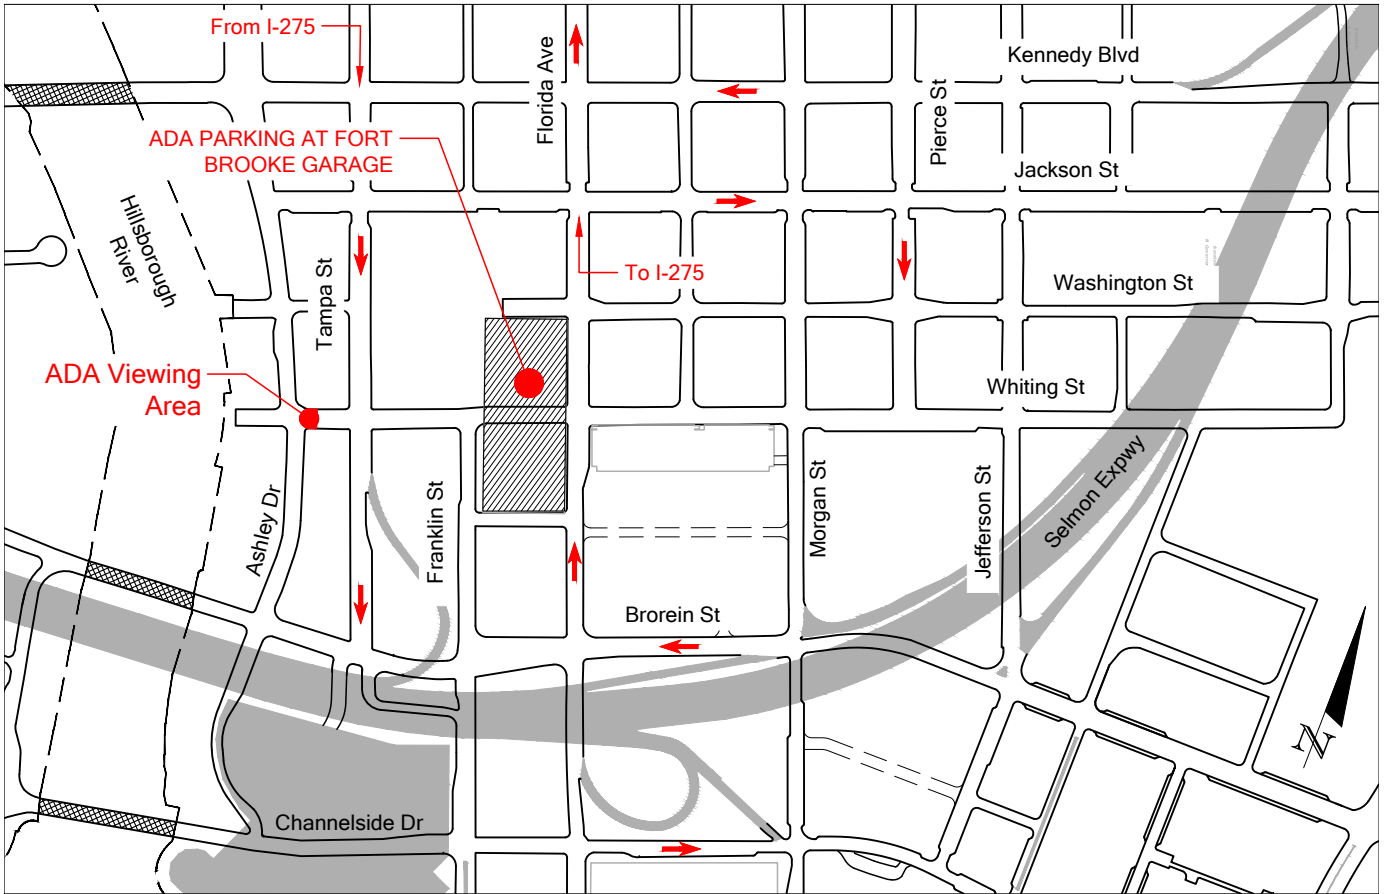 From I-275
Kennedy Blvd
Florida Ave
Pierce St
ADA PARKING AT FORT
BROOKE GARAGE
Jackson St
Hillsborough
River
Tampa St
To I-275
Washington St
ADA Viewing
Area
Whiting St
Ashley Dr
Franklin St
Morgan St
Jefferson St
Selmon Expwy
Brorein St
N
Channelside Dr